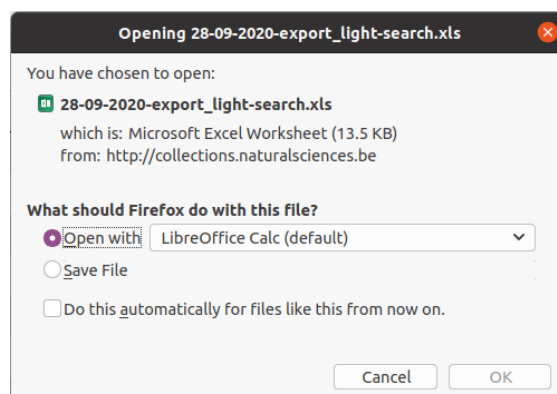 Opening 28-09-2020-export_light-search.xls
You have chosen to open:
28-09-2020-export_light-search.xls
which is: Microsoft Excel Worksheet (13.5 KB)
from: http://collections.naturalsciences.be
What should Firefox do with this file?
Open with LibreOffice Calc (default)
Save File
Do this automatically for files like this from now on.
Cancel OK